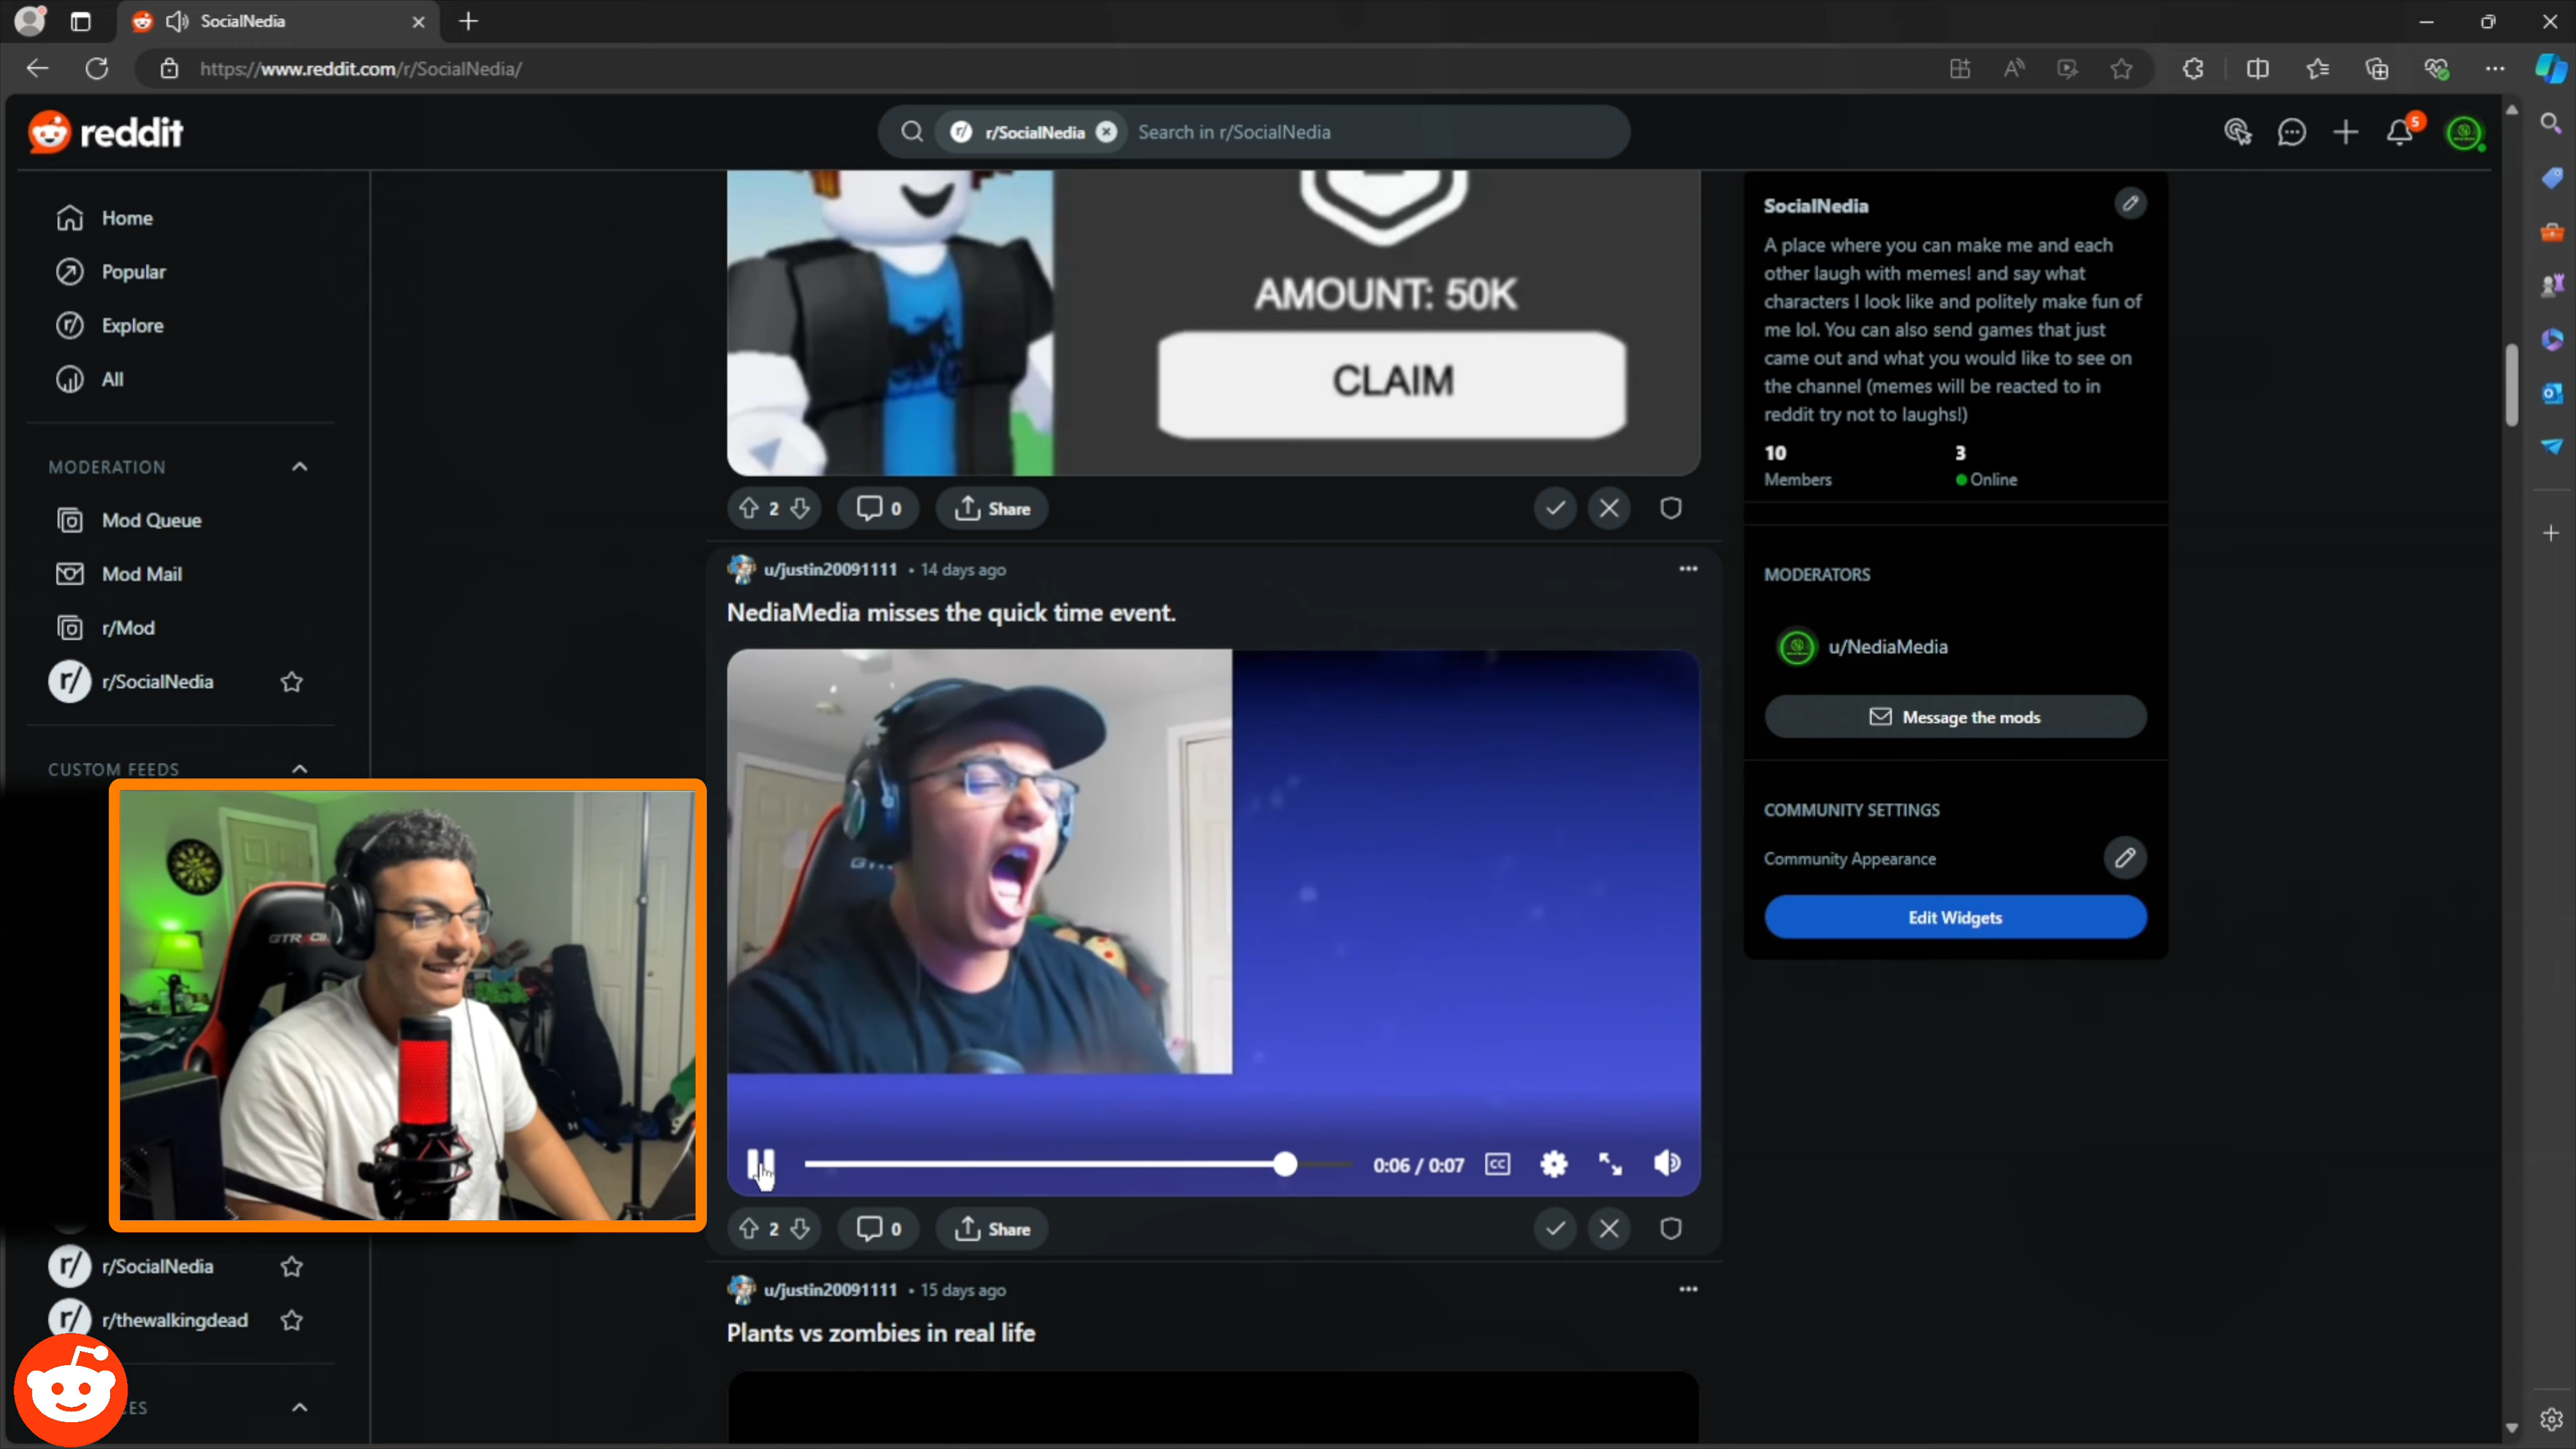 SocialNedia
https://www.reddit.com/r/SocialNedia/
reddit
r/SocialNedia
Search in r/SocialNedia
5
Home
Popular
Explore
All
MODERATION
Mod Queue
Mod Mail
r/Mod
r/SocialNedia
CUSTOM FEEDS
r/SocialNedia
r/thewalkingdead
ES
AMOUNT: 50K
CLAIM
2
0
Share
u/justin20091111 • 14 days ago
NediaMedia misses the quick time event.
0:06 / 0:07
CC
2
0
Share
u/justin20091111 • 15 days ago
Plants vs zombies in real life
SocialNedia
A place where you can make me and each
other laugh with memes! and say what
characters I look like and politely make fun of
me lol. You can also send games that just
came out and what you would like to see on
the channel (memes will be reacted to in
reddit try not to laughs!)
10
Members
3
Online
MODERATORS
u/NediaMedia
Message the mods
COMMUNITY SETTINGS
Community Appearance
Edit Widgets